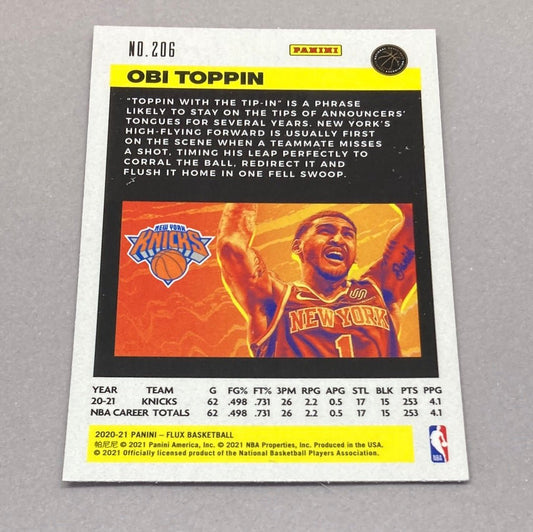 NO.206 PANINI
OBI TOPPIN
"TOPPIN WITH THE TIP-IN" IS A PHRASE
LIKELY TO STAY ON THE TIPS OF ANNOUNCERS'
TONGUES FOR SEVERAL YEARS. NEW YORK'S
HIGH-FLYING FORWARD IS USUALLY FIRST
ON THE SCENE WHEN A TEAMMATE MISSES
A SHOT, TIMING HIS LEAP PERFECTLY TO
CORRAL THE BALL, REDIRECT IT AND
FLUSH IT HOME IN ONE FELL SWOOP.
NEW YORK
KNICKS
NEW YORK
1
YEAR TEAM G FG% FT% 3PM RPG APG STL BLK PTS PPG
20-21 KNICKS 62 .498 .731 26 2.2 0.5 17 15 253 4.1
NBA CAREER TOTALS 62 .498 .731 26 2.2 0.5 17 15 253 4.1
2020-21 PANINI – FLUX BASKETBALL
帕尼尼 © 2021 Panini America, Inc. © 2021 NBA Properties, Inc. Produced in the USA.
© 2021 Officially licensed product of the National Basketball Players Association.
NBA